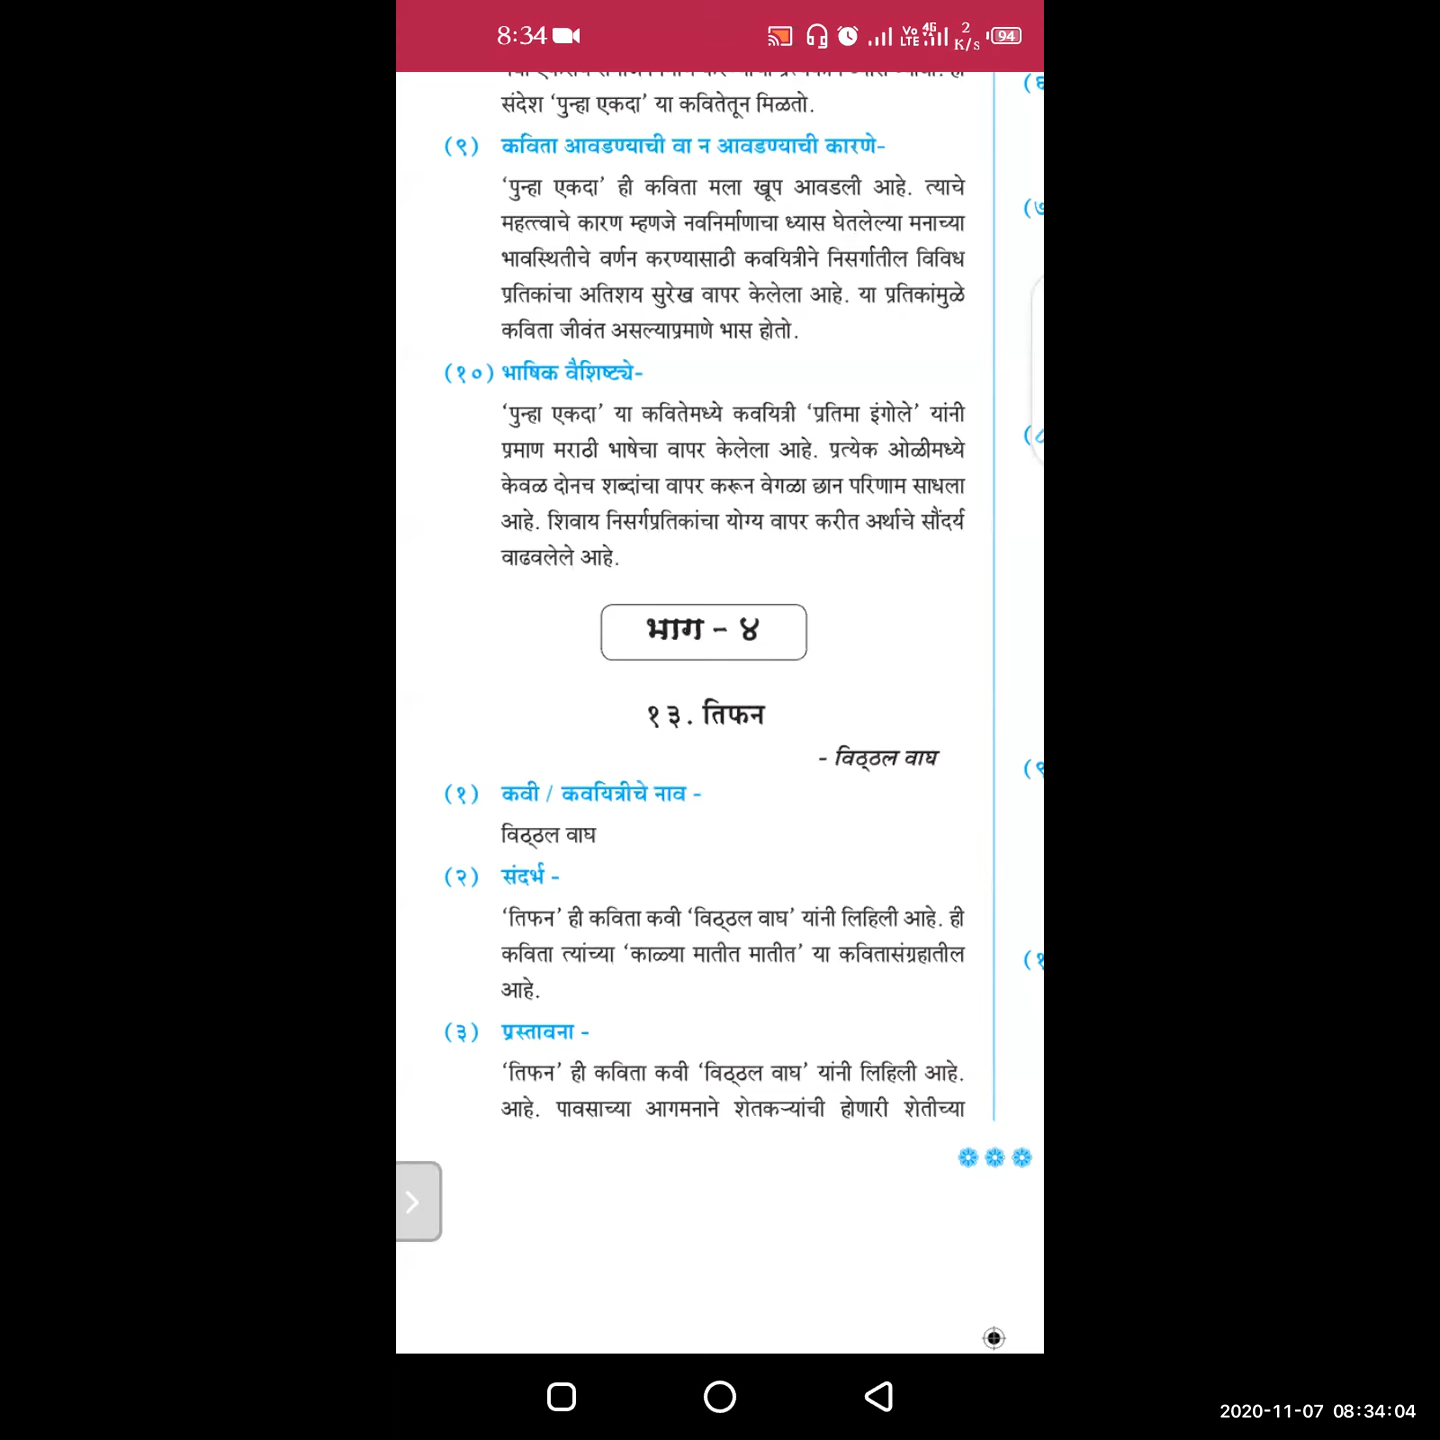 8:34
Vo LTE 4G 2 K/s 94
संदेश ‘पुन्हा एकदा’ या कवितेतून मिळतो.
(९) कविता आवडण्याची वा न आवडण्याची कारणे-
‘पुन्हा एकदा’ ही कविता मला खूप आवडली आहे. त्याचे
महत्त्वाचे कारण म्हणजे नवनिर्माणाचा ध्यास घेतलेल्या मनाच्या
भावस्थितीचे वर्णन करण्यासाठी कवयित्रीने निसर्गातील विविध
प्रतिकांचा अतिशय सुरेख वापर केलेला आहे. या प्रतिकांमुळे
कविता जीवंत असल्याप्रमाणे भास होतो.
(१०) भाषिक वैशिष्ट्ये-
‘पुन्हा एकदा’ या कवितेमध्ये कवयित्री ‘प्रतिमा इंगोले’ यांनी
प्रमाण मराठी भाषेचा वापर केलेला आहे. प्रत्येक ओळीमध्ये
केवळ दोनच शब्दांचा वापर करून वेगळा छान परिणाम साधला
आहे. शिवाय निसर्गप्रतिकांचा योग्य वापर करीत अर्थाचे सौंदर्य
वाढवलेले आहे.
भाग - ४
१३. तिफन
- विठ्ठल वाघ
(१) कवी / कवयित्रीचे नाव -
विठ्ठल वाघ
(२) संदर्भ -
‘तिफन’ ही कविता कवी ‘विठ्ठल वाघ’ यांनी लिहिली आहे. ही
कविता त्यांच्या ‘काळ्या मातीत मातीत’ या कवितासंग्रहातील
आहे.
(३) प्रस्तावना -
‘तिफन’ ही कविता कवी ‘विठ्ठल वाघ’ यांनी लिहिली आहे.
आहे. पावसाच्या आगमनाने शेतकऱ्यांची होणारी शेतीच्या
2020-11-07 08:34:04